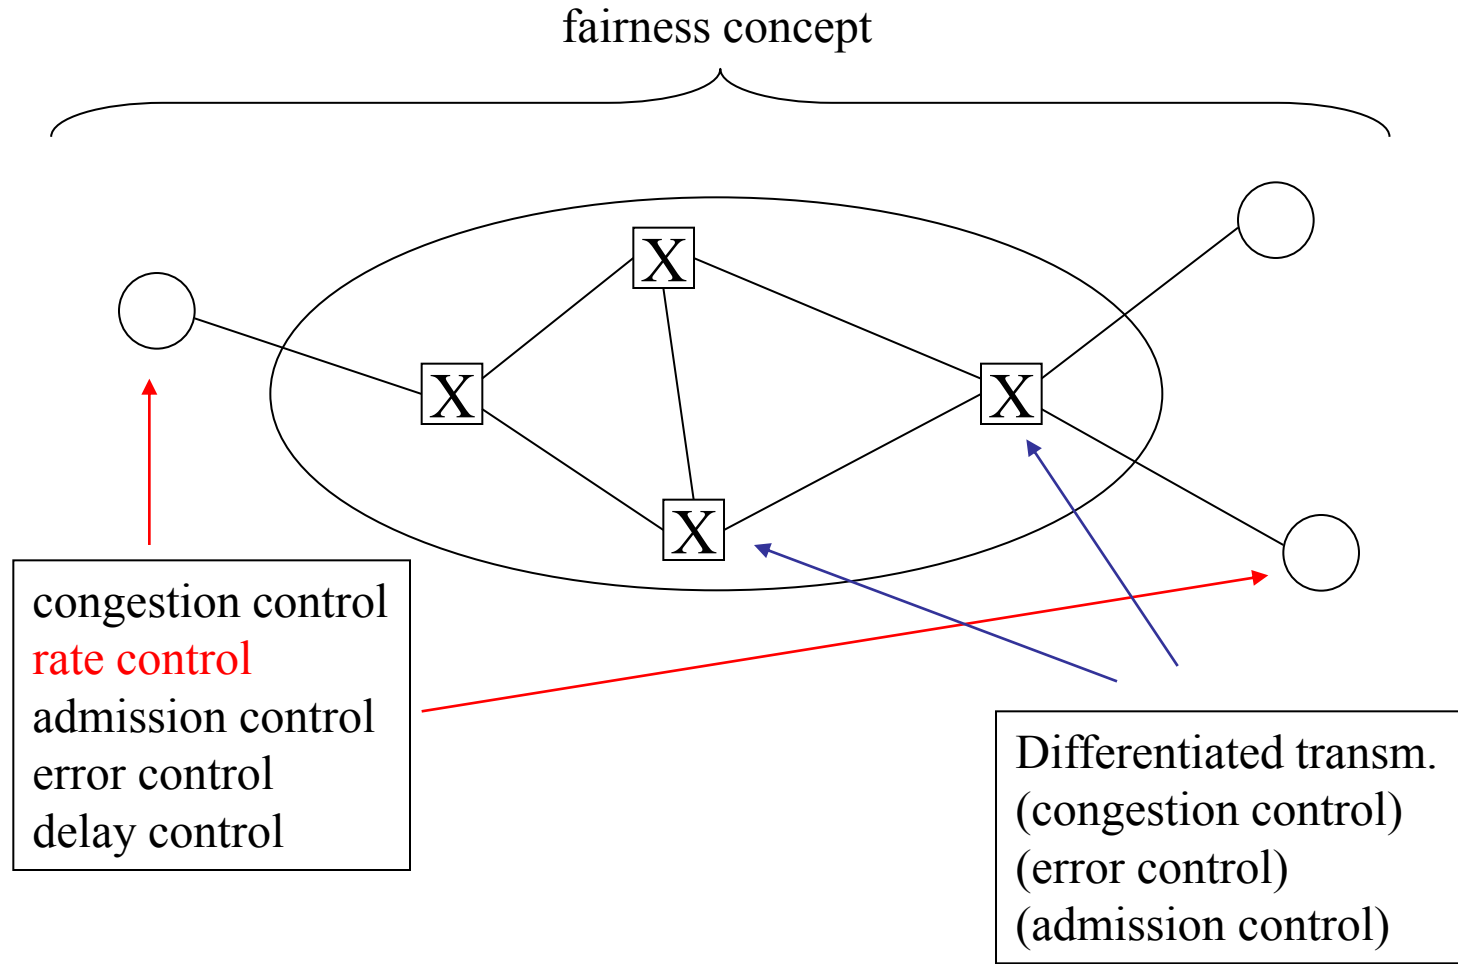 fairness concept
X
X
X
X
congestion control
rate control
admission control
error control
delay control
Differentiated transm.
(congestion control)
(error control)
(admission control)